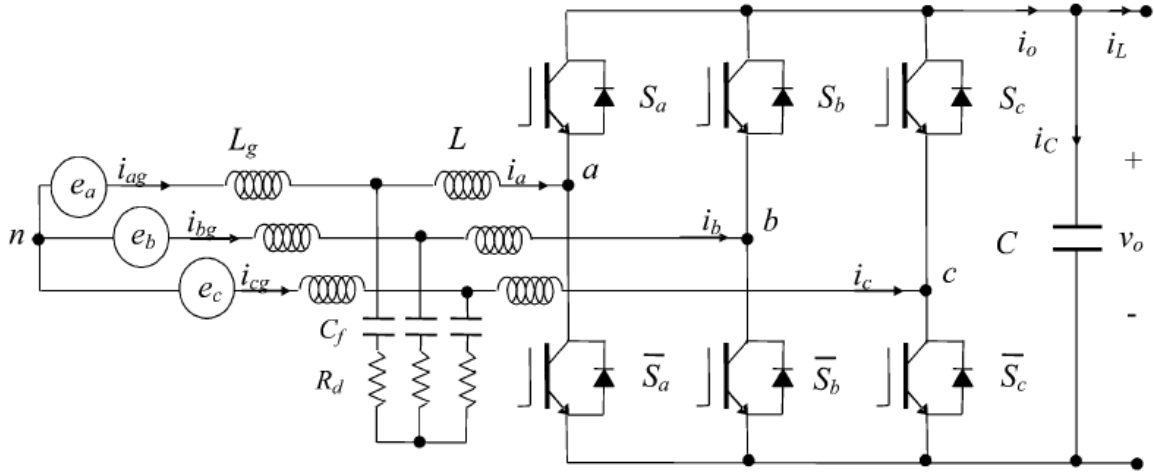 i_o i_L
S_a S_b S_c
L_g L i_C
e_a i_ag i_a a +
n e_b i_bg i_b b C v_o
e_c i_cg i_c c
C_f -
R_d S̅_a S̅_b S̅_c